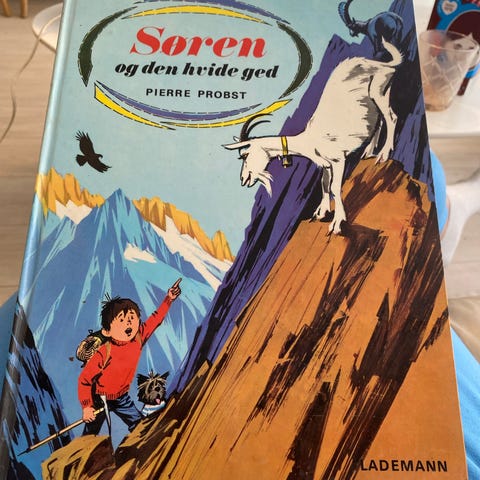 Søren
og den hvide ged
PIERRE PROBST
LADEMANN